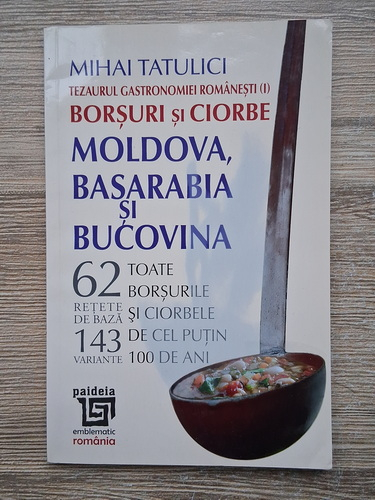 MIHAI TATULICI
TEZAURUL GASTRONOMIEI ROMÂNEȘTI (I)
BORȘURI și CIORBE
MOLDOVA,
BASARABIA
ȘI
BUCOVINA
62 TOATE
BORȘURILE
REȚETE
DE BAZĂ
ȘI CIORBELE
143 DE CEL PUȚIN
VARIANTE 100 DE ANI
paideia
emblematic
românia